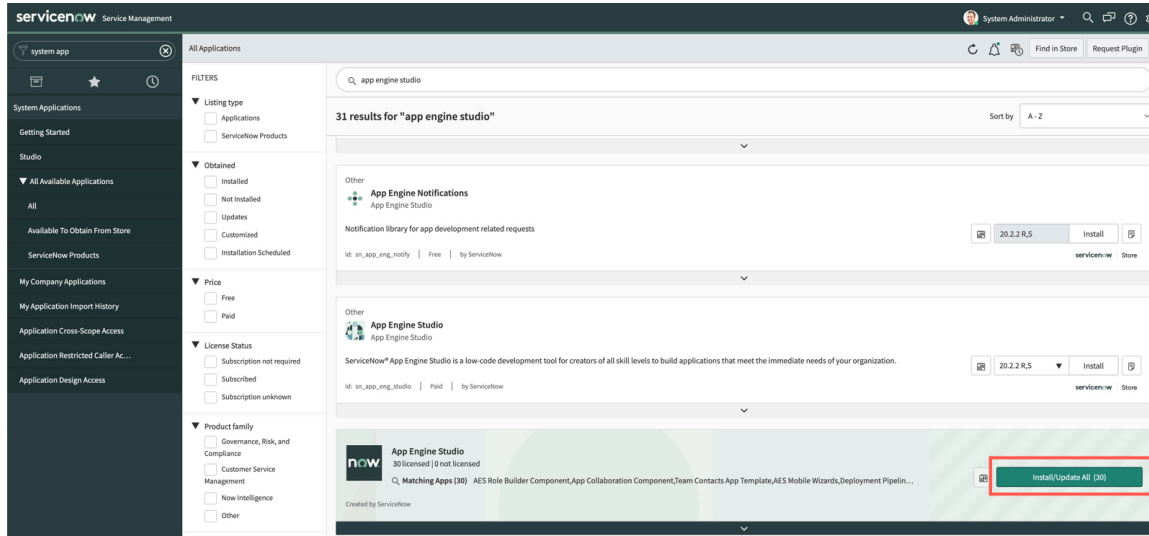 servicenow Service Management
System Administrator
system app
All Applications
Find in Store
Request Plugin
System Applications
Getting Started
Studio
All Available Applications
All
Available To Obtain From Store
ServiceNow Products
My Company Applications
My Application Import History
Application Cross-Scope Access
Application Restricted Caller Ac...
Application Design Access
FILTERS
Listing type
Applications
ServiceNow Products
Obtained
Installed
Not Installed
Updates
Customized
Installation Scheduled
Price
Free
Paid
License Status
Subscription not required
Subscribed
Subscription unknown
Product family
Governance, Risk, and
Compliance
Customer Service
Management
Now Intelligence
Other
app engine studio
31 results for "app engine studio"
Sort by A - Z
Other
App Engine Notifications
App Engine Studio
Notification library for app development related requests
20.2.2 R,S Install
Id: sn_app_eng_notify | Free | by ServiceNow
servicenow Store
Other
App Engine Studio
App Engine Studio
ServiceNow® App Engine Studio is a low-code development tool for creators of all skill levels to build applications that meet the immediate needs of your organization.
20.2.2 R,S Install
Id: sn_app_eng_studio | Paid | by ServiceNow
servicenow Store
now
App Engine Studio
30 licensed | 0 not licensed
Matching Apps (30) AES Role Builder Component,App Collaboration Component,Team Contacts App Template,AES Mobile Wizards,Deployment Pipelin...
Install/Update All (30)
Created by ServiceNow